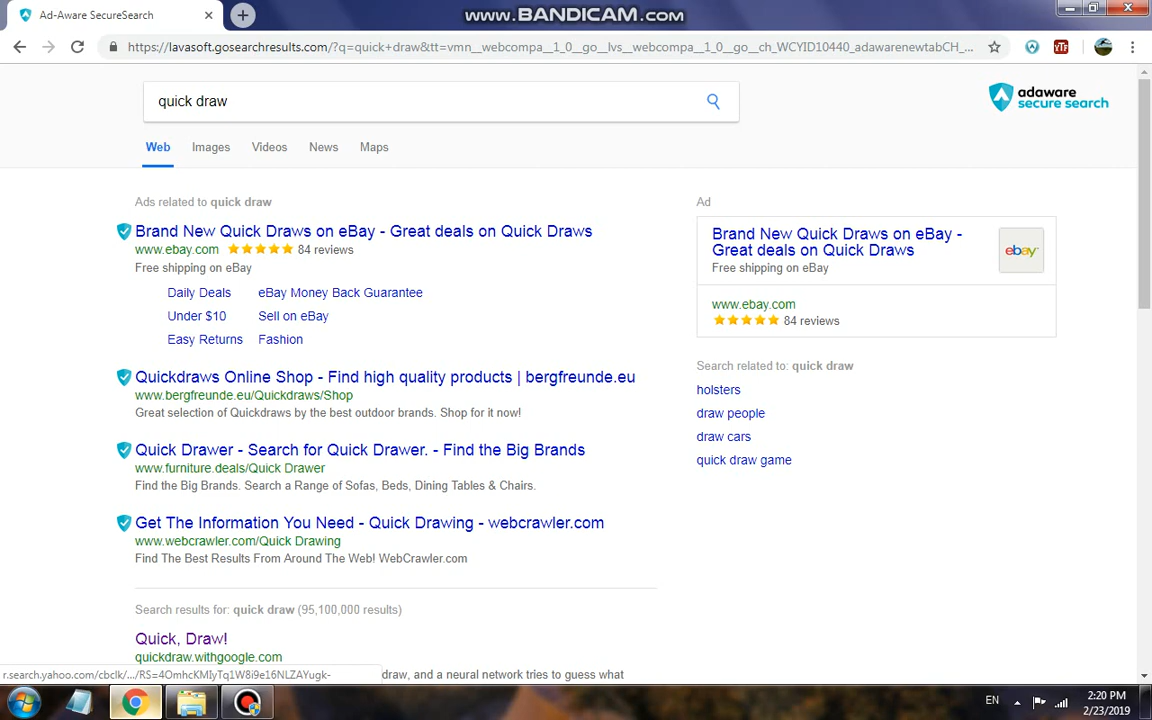 Ad-Aware SecureSearch
www.BANDICAM.com
https://lavasoft.gosearchresults.com/?q=quick+draw&tt=vmn__webcompa__1_0__go__lvs__webcompa__1_0__go__ch_WCYID10440_adawarenewtabCH_...
YTF
quick draw
adaware
secure search
Web Images Videos News Maps
Ads related to quick draw
Brand New Quick Draws on eBay - Great deals on Quick Draws
www.ebay.com 84 reviews
Free shipping on eBay
Daily Deals eBay Money Back Guarantee
Under $10 Sell on eBay
Easy Returns Fashion
Quickdraws Online Shop - Find high quality products | bergfreunde.eu
www.bergfreunde.eu/Quickdraws/Shop
Great selection of Quickdraws by the best outdoor brands. Shop for it now!
Quick Drawer - Search for Quick Drawer. - Find the Big Brands
www.furniture.deals/Quick Drawer
Find the Big Brands. Search a Range of Sofas, Beds, Dining Tables & Chairs.
Get The Information You Need - Quick Drawing - webcrawler.com
www.webcrawler.com/Quick Drawing
Find The Best Results From Around The Web! WebCrawler.com
Search results for: quick draw (95,100,000 results)
Quick, Draw!
quickdraw.withgoogle.com
draw, and a neural network tries to guess what
Ad
Brand New Quick Draws on eBay -
Great deals on Quick Draws
Free shipping on eBay
ebay
www.ebay.com
84 reviews
Search related to: quick draw
holsters
draw people
draw cars
quick draw game
r.search.yahoo.com/cbclk/.../RS=4OmhcKMIyTq1W8i9e16NLZAYugk-
EN
2:20 PM
2/23/2019